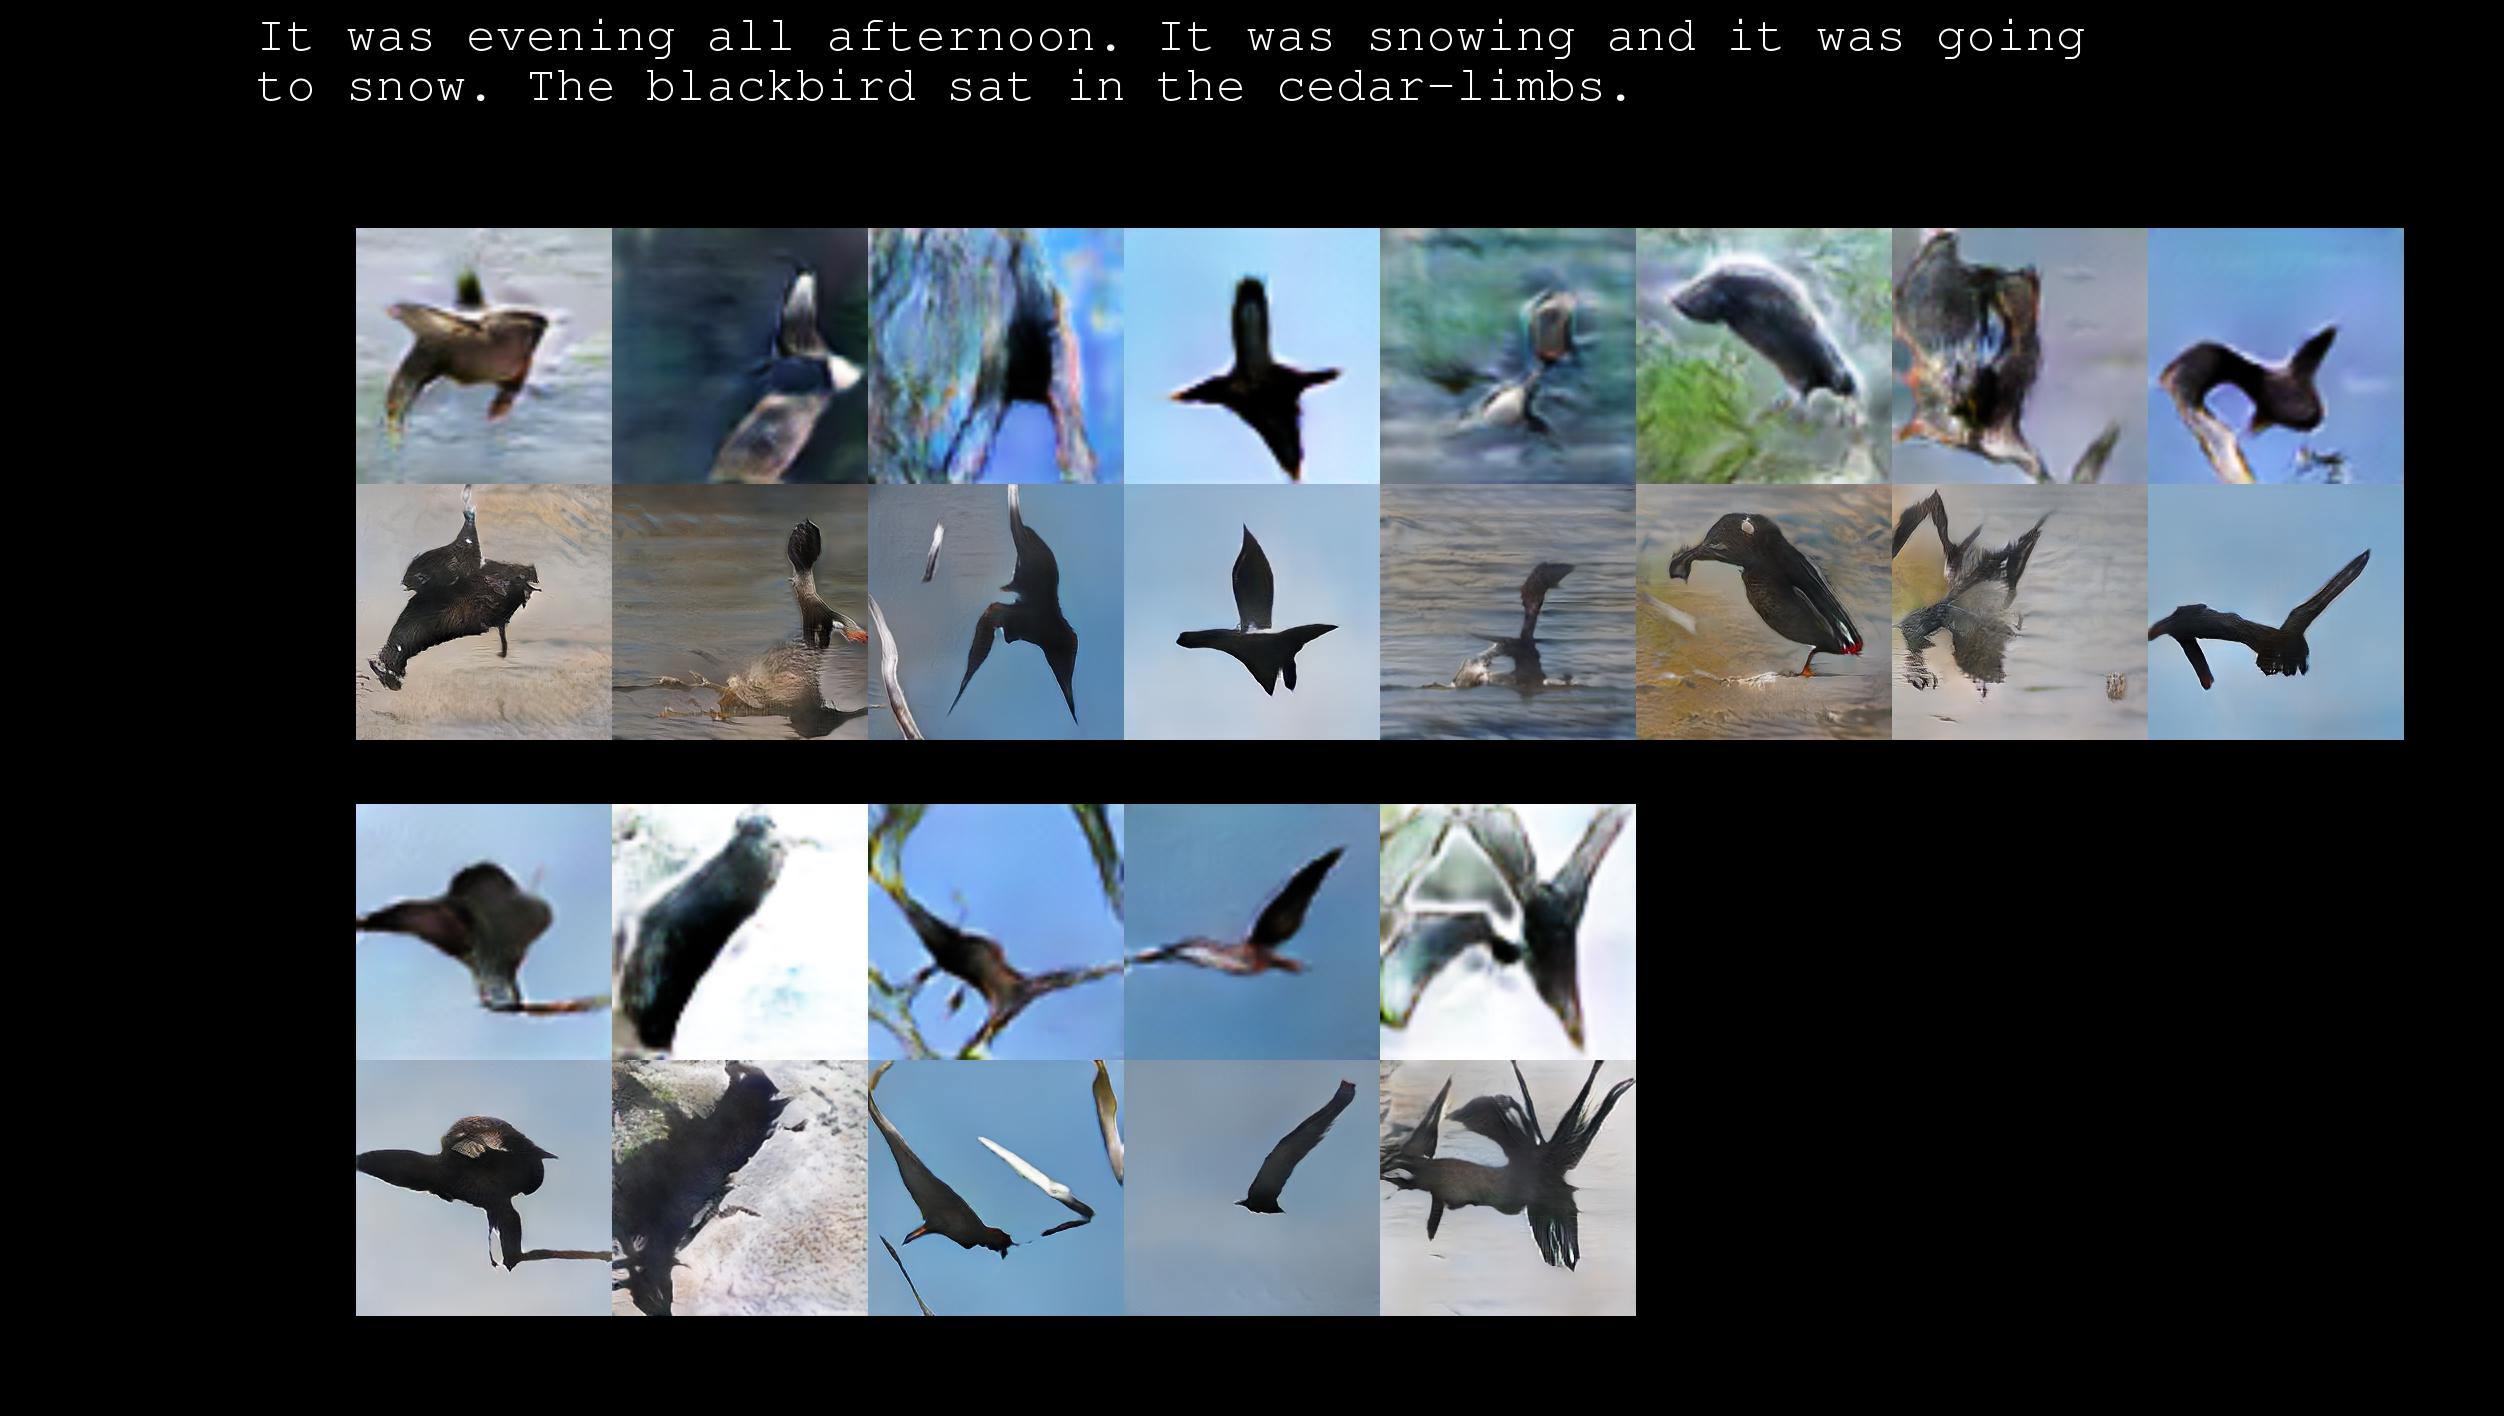 It was evening all afternoon. It was snowing and it was going
to snow. The blackbird sat in the cedar-limbs.